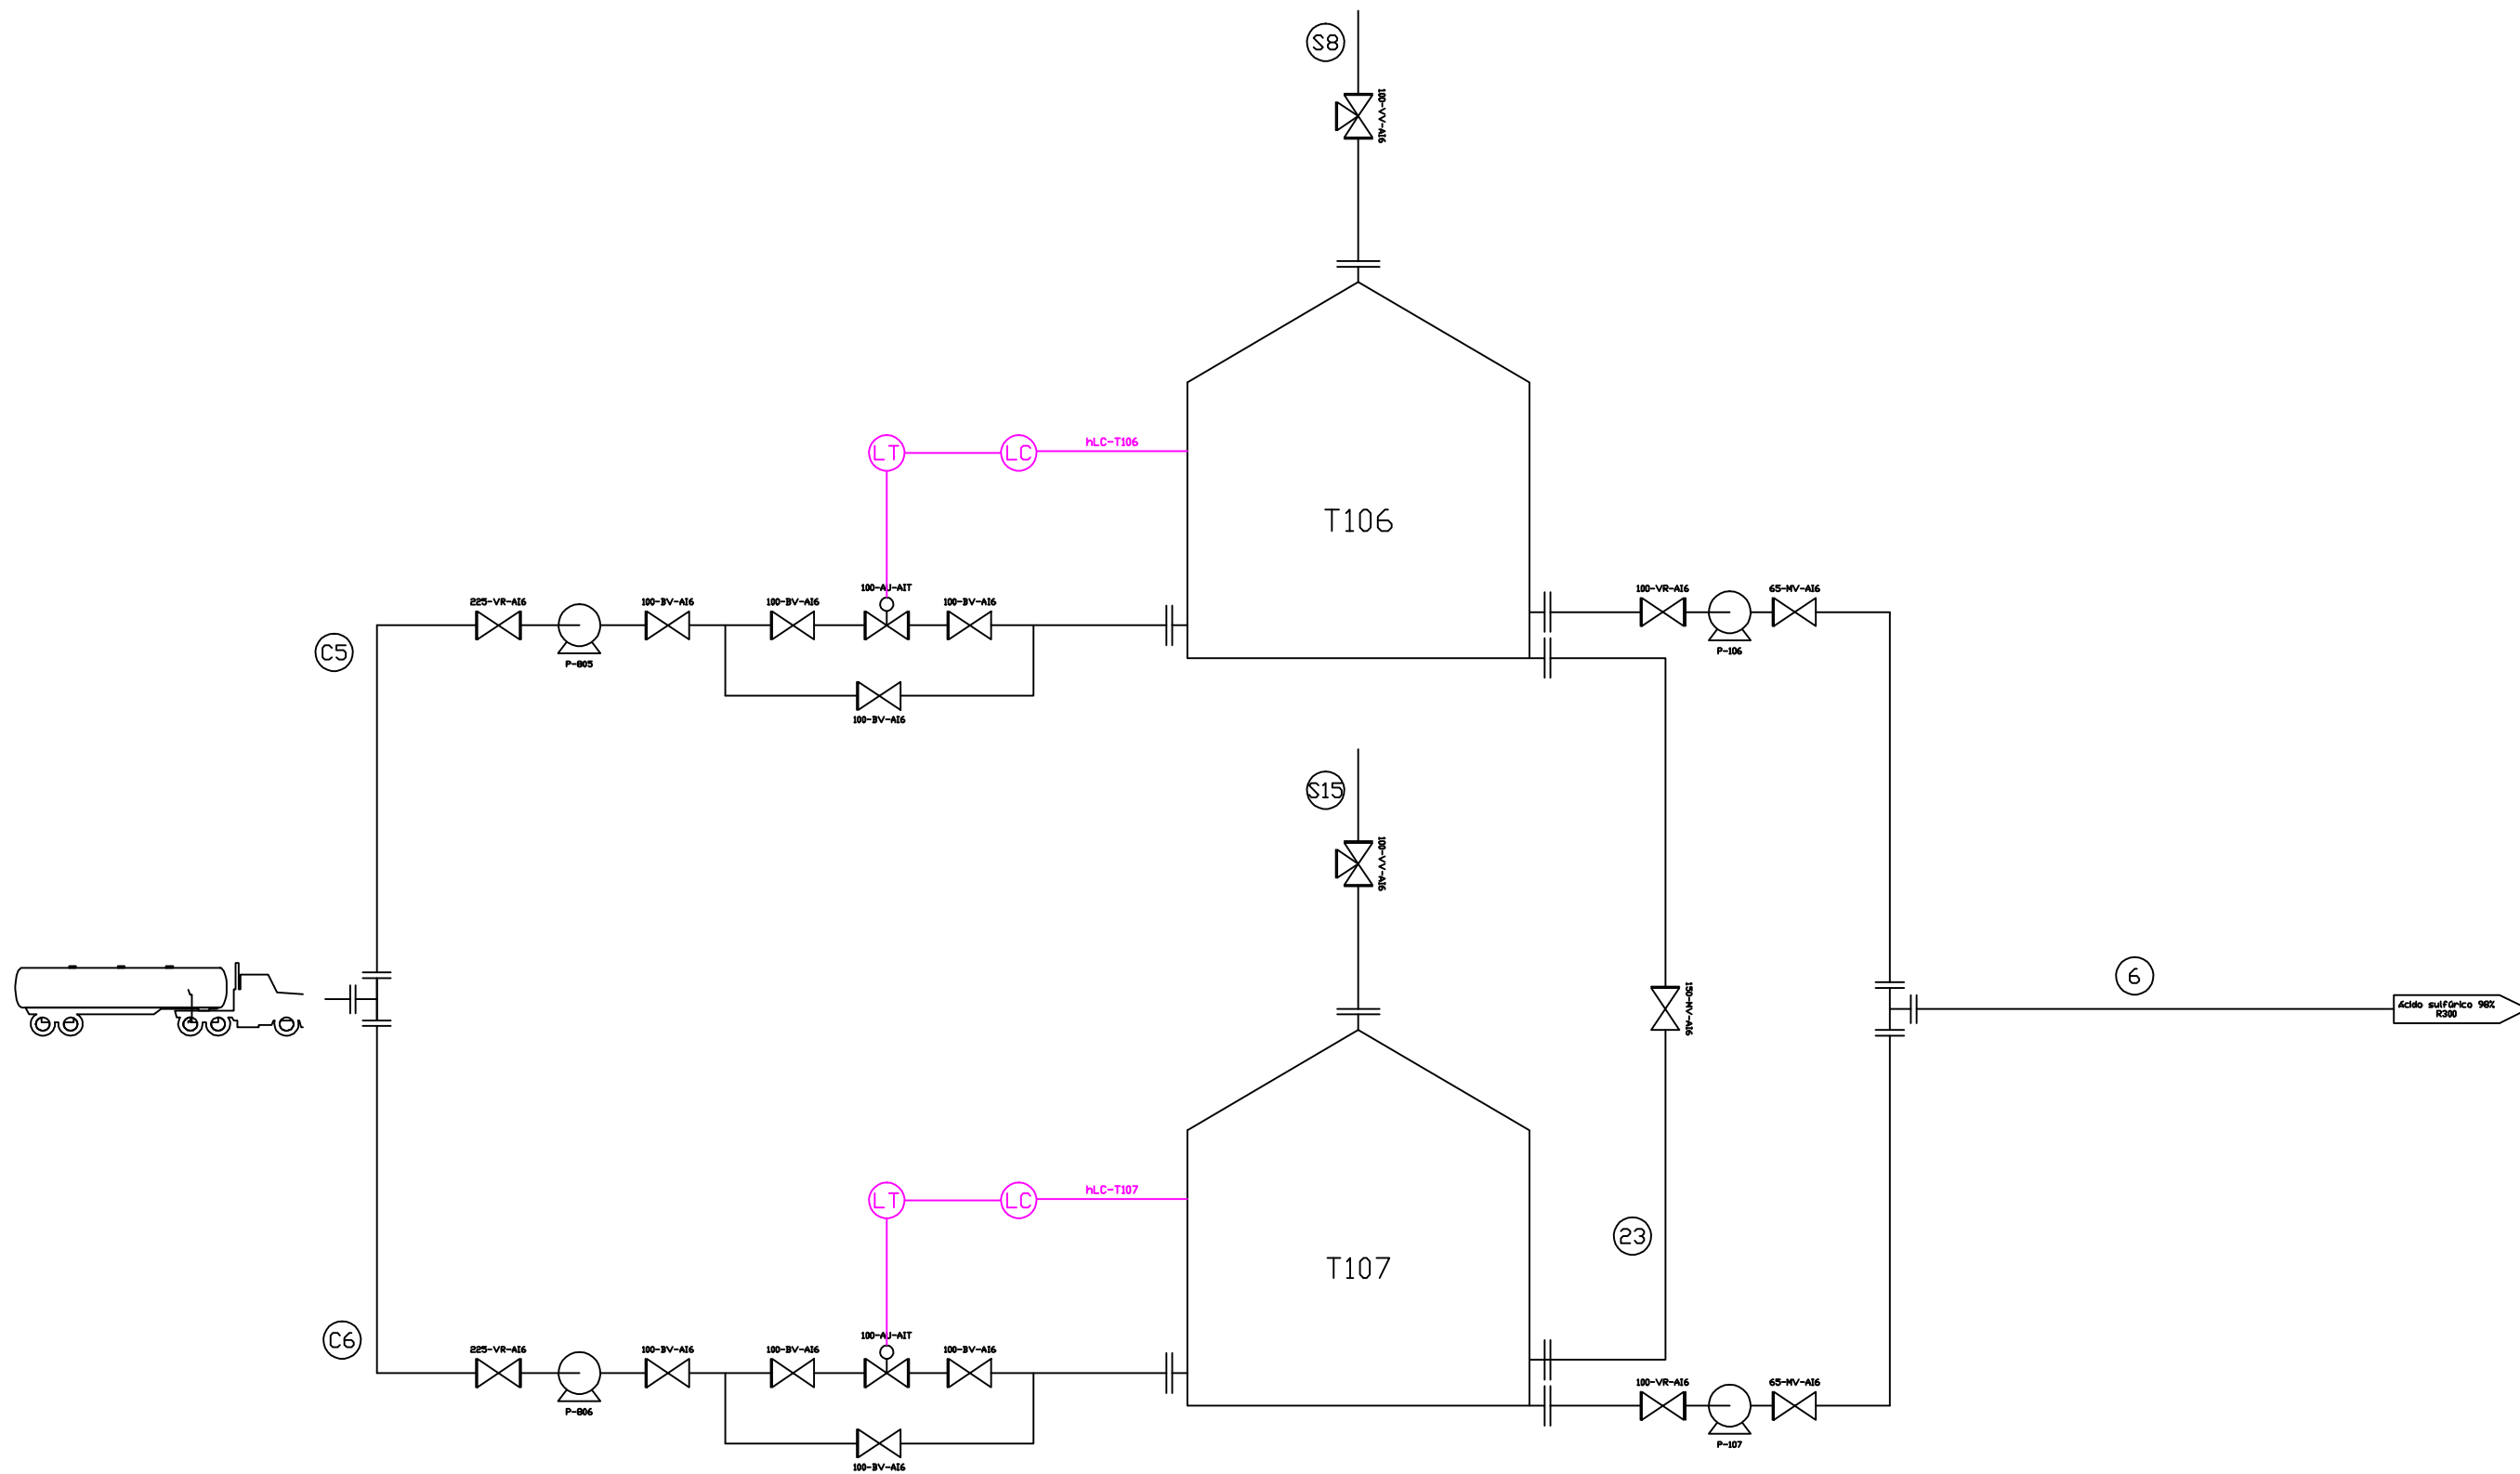 S8
100-VV-AI6
hLC-T106
LT
LC
T106
100-AU-AIT
225-VR-AI6
100-BV-AI6
100-BV-AI6
100-BV-AI6
100-VR-AI6
65-MV-AI6
C5
P-805
P-106
100-BV-AI6
S15
100-VV-AI6
6
150-MV-AI6
Ácido sulfúrico 98%
R300
hLC-T107
LT
LC
23
T107
C6
100-AU-AIT
225-VR-AI6
100-BV-AI6
100-BV-AI6
100-BV-AI6
100-VR-AI6
65-MV-AI6
P-806
P-107
100-BV-AI6